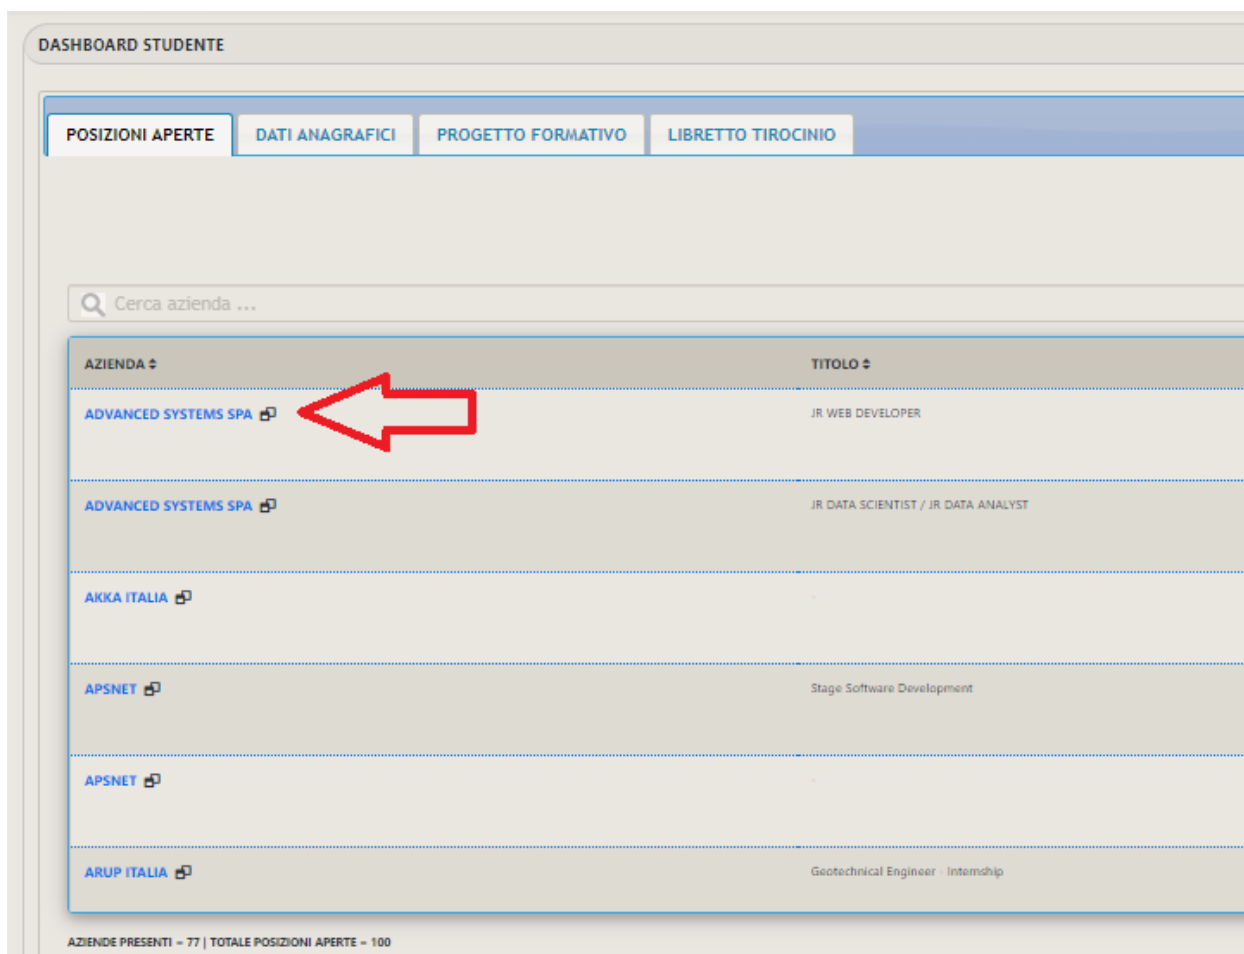 DASHBOARD STUDENTE
POSIZIONI APERTE DATI ANAGRAFICI PROGETTO FORMATIVO LIBRETTO TIROCINIO
Cerca azienda ...
AZIENDA TITOLO
ADVANCED SYSTEMS SPA JR WEB DEVELOPER
ADVANCED SYSTEMS SPA JR DATA SCIENTIST / JR DATA ANALYST
AKKA ITALIA -
APSNET Stage Software Development
APSNET -
ARUP ITALIA Geotechnical Engineer - Internship
AZIENDE PRESENTI = 77 | TOTALE POSIZIONI APERTE = 100